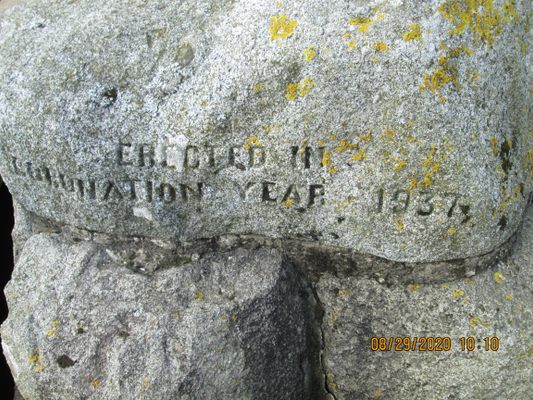 ERECTED IN
CORONATION YEAR 1937
08/29/2020 10:10